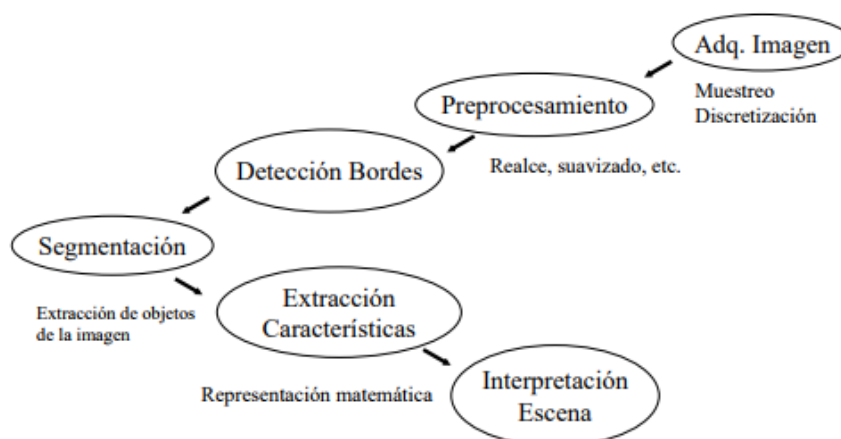 Adq. Imagen
Muestreo
Discretización
Preprocesamiento
Realce, suavizado, etc.
Detección Bordes
Segmentación
Extracción de objetos
de la imagen
Extracción
Características
Representación matemática
Interpretación
Escena